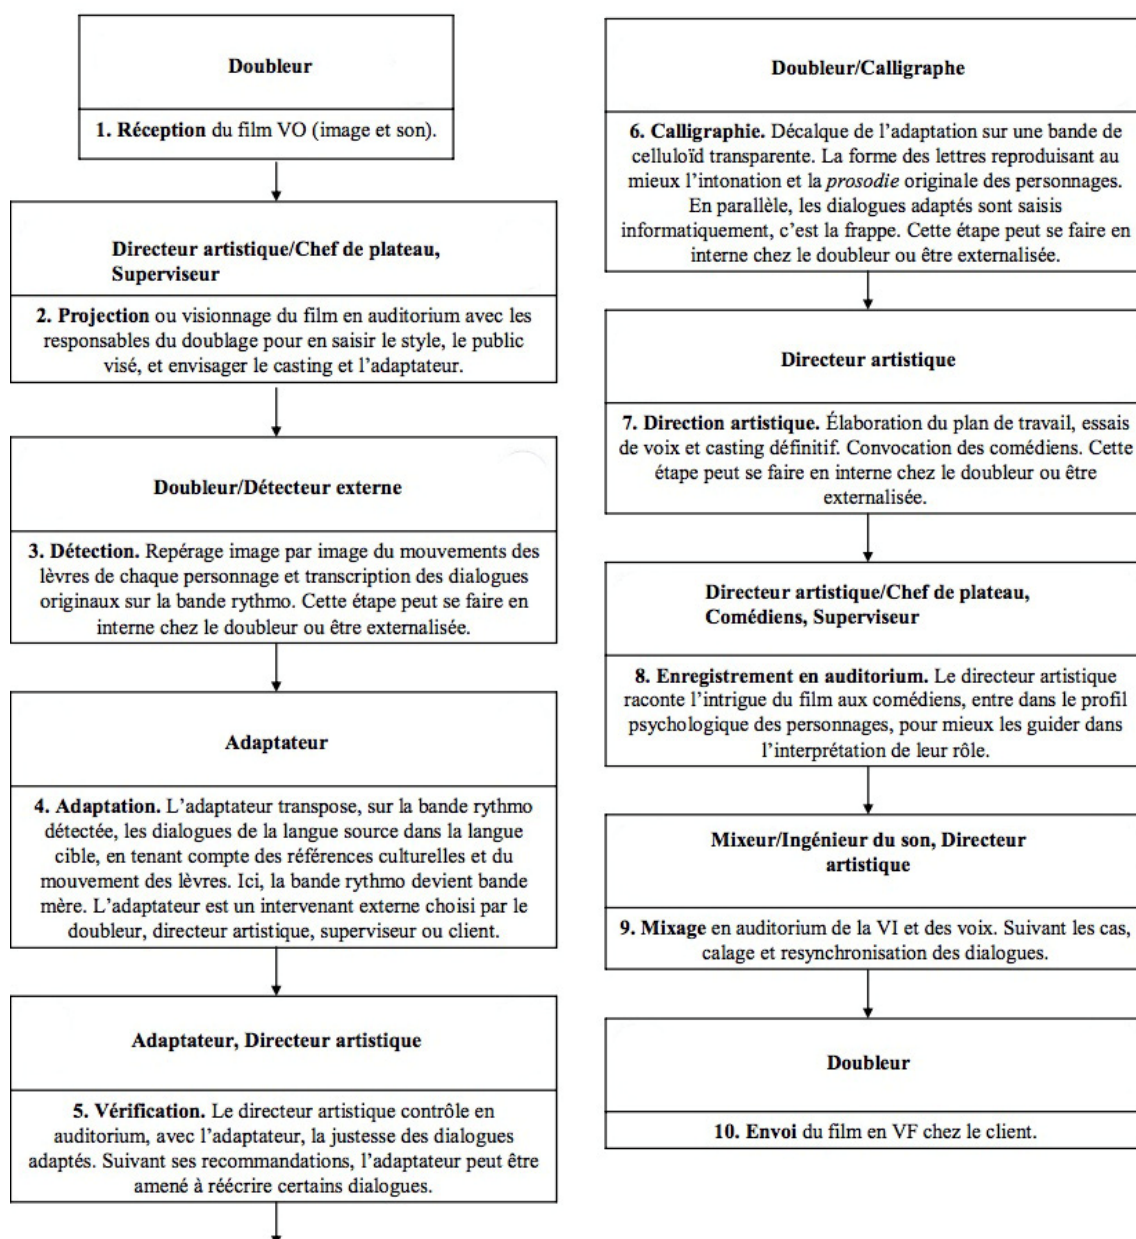 Doubleur
1. Réception du film VO (image et son).
Directeur artistique/Chef de plateau,
Superviseur
2. Projection ou visionnage du film en auditorium avec les
responsables du doublage pour en saisir le style, le public
visé, et envisager le casting et l’adaptateur.
Doubleur/Détecteur externe
3. Détection. Repérage image par image du mouvements des
lèvres de chaque personnage et transcription des dialogues
originaux sur la bande rythmo. Cette étape peut se faire en
interne chez le doubleur ou être externalisée.
Adaptateur
4. Adaptation. L’adaptateur transpose, sur la bande rythmo
détectée, les dialogues de la langue source dans la langue
cible, en tenant compte des références culturelles et du
mouvement des lèvres. Ici, la bande rythmo devient bande
mère. L’adaptateur est un intervenant externe choisi par le
doubleur, directeur artistique, superviseur ou client.
Adaptateur, Directeur artistique
5. Vérification. Le directeur artistique contrôle en
auditorium, avec l’adaptateur, la justesse des dialogues
adaptés. Suivant ses recommandations, l’adaptateur peut être
amené à réécrire certains dialogues.
Doubleur/Calligraphe
6. Calligraphie. Décalque de l’adaptation sur une bande de
celluloïd transparente. La forme des lettres reproduisant au
mieux l’intonation et la prosodie originale des personnages.
En parallèle, les dialogues adaptés sont saisis
informatiquement, c’est la frappe. Cette étape peut se faire en
interne chez le doubleur ou être externalisée.
Directeur artistique
7. Direction artistique. Élaboration du plan de travail, essais
de voix et casting définitif. Convocation des comédiens. Cette
étape peut se faire en interne chez le doubleur ou être
externalisée.
Directeur artistique/Chef de plateau,
Comédiens, Superviseur
8. Enregistrement en auditorium. Le directeur artistique
raconte l’intrigue du film aux comédiens, entre dans le profil
psychologique des personnages, pour mieux les guider dans
l’interprétation de leur rôle.
Mixeur/Ingénieur du son, Directeur
artistique
9. Mixage en auditorium de la VI et des voix. Suivant les cas,
calage et resynchronisation des dialogues.
Doubleur
10. Envoi du film en VF chez le client.